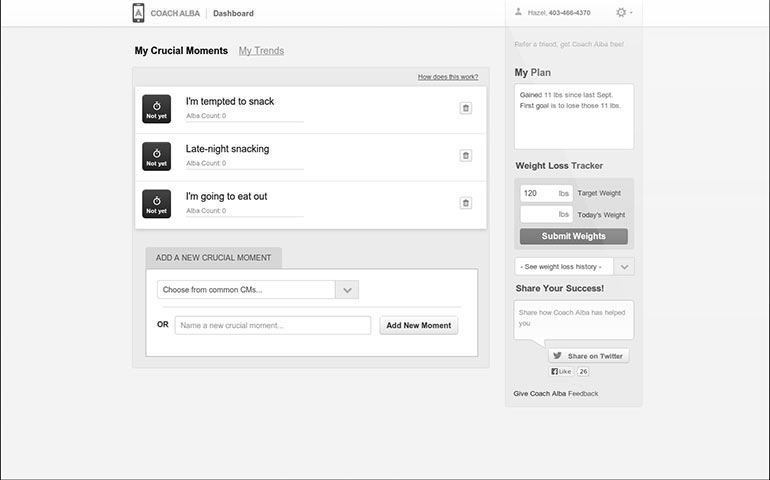 COACH ALBA
Dashboard
Hazel, 403-466-4370
Refer a friend, get Coach Alba free!
My Crucial Moments
My Trends
How does this work?
Not yet
I'm tempted to snack
Alba Count: 0
Not yet
Late-night snacking
Alba Count: 0
Not yet
I'm going to eat out
Alba Count: 0
ADD A NEW CRUCIAL MOMENT
Choose from common CMs...
OR
Name a new crucial moment...
Add New Moment
My Plan
Gained 11 lbs since last Sept.
First goal is to lose those 11 lbs.
Weight Loss Tracker
120 lbs Target Weight
lbs Today's Weight
Submit Weights
- See weight loss history -
Share Your Success!
Share how Coach Alba has helped
you
Share on Twitter
Like 26
Give Coach Alba Feedback